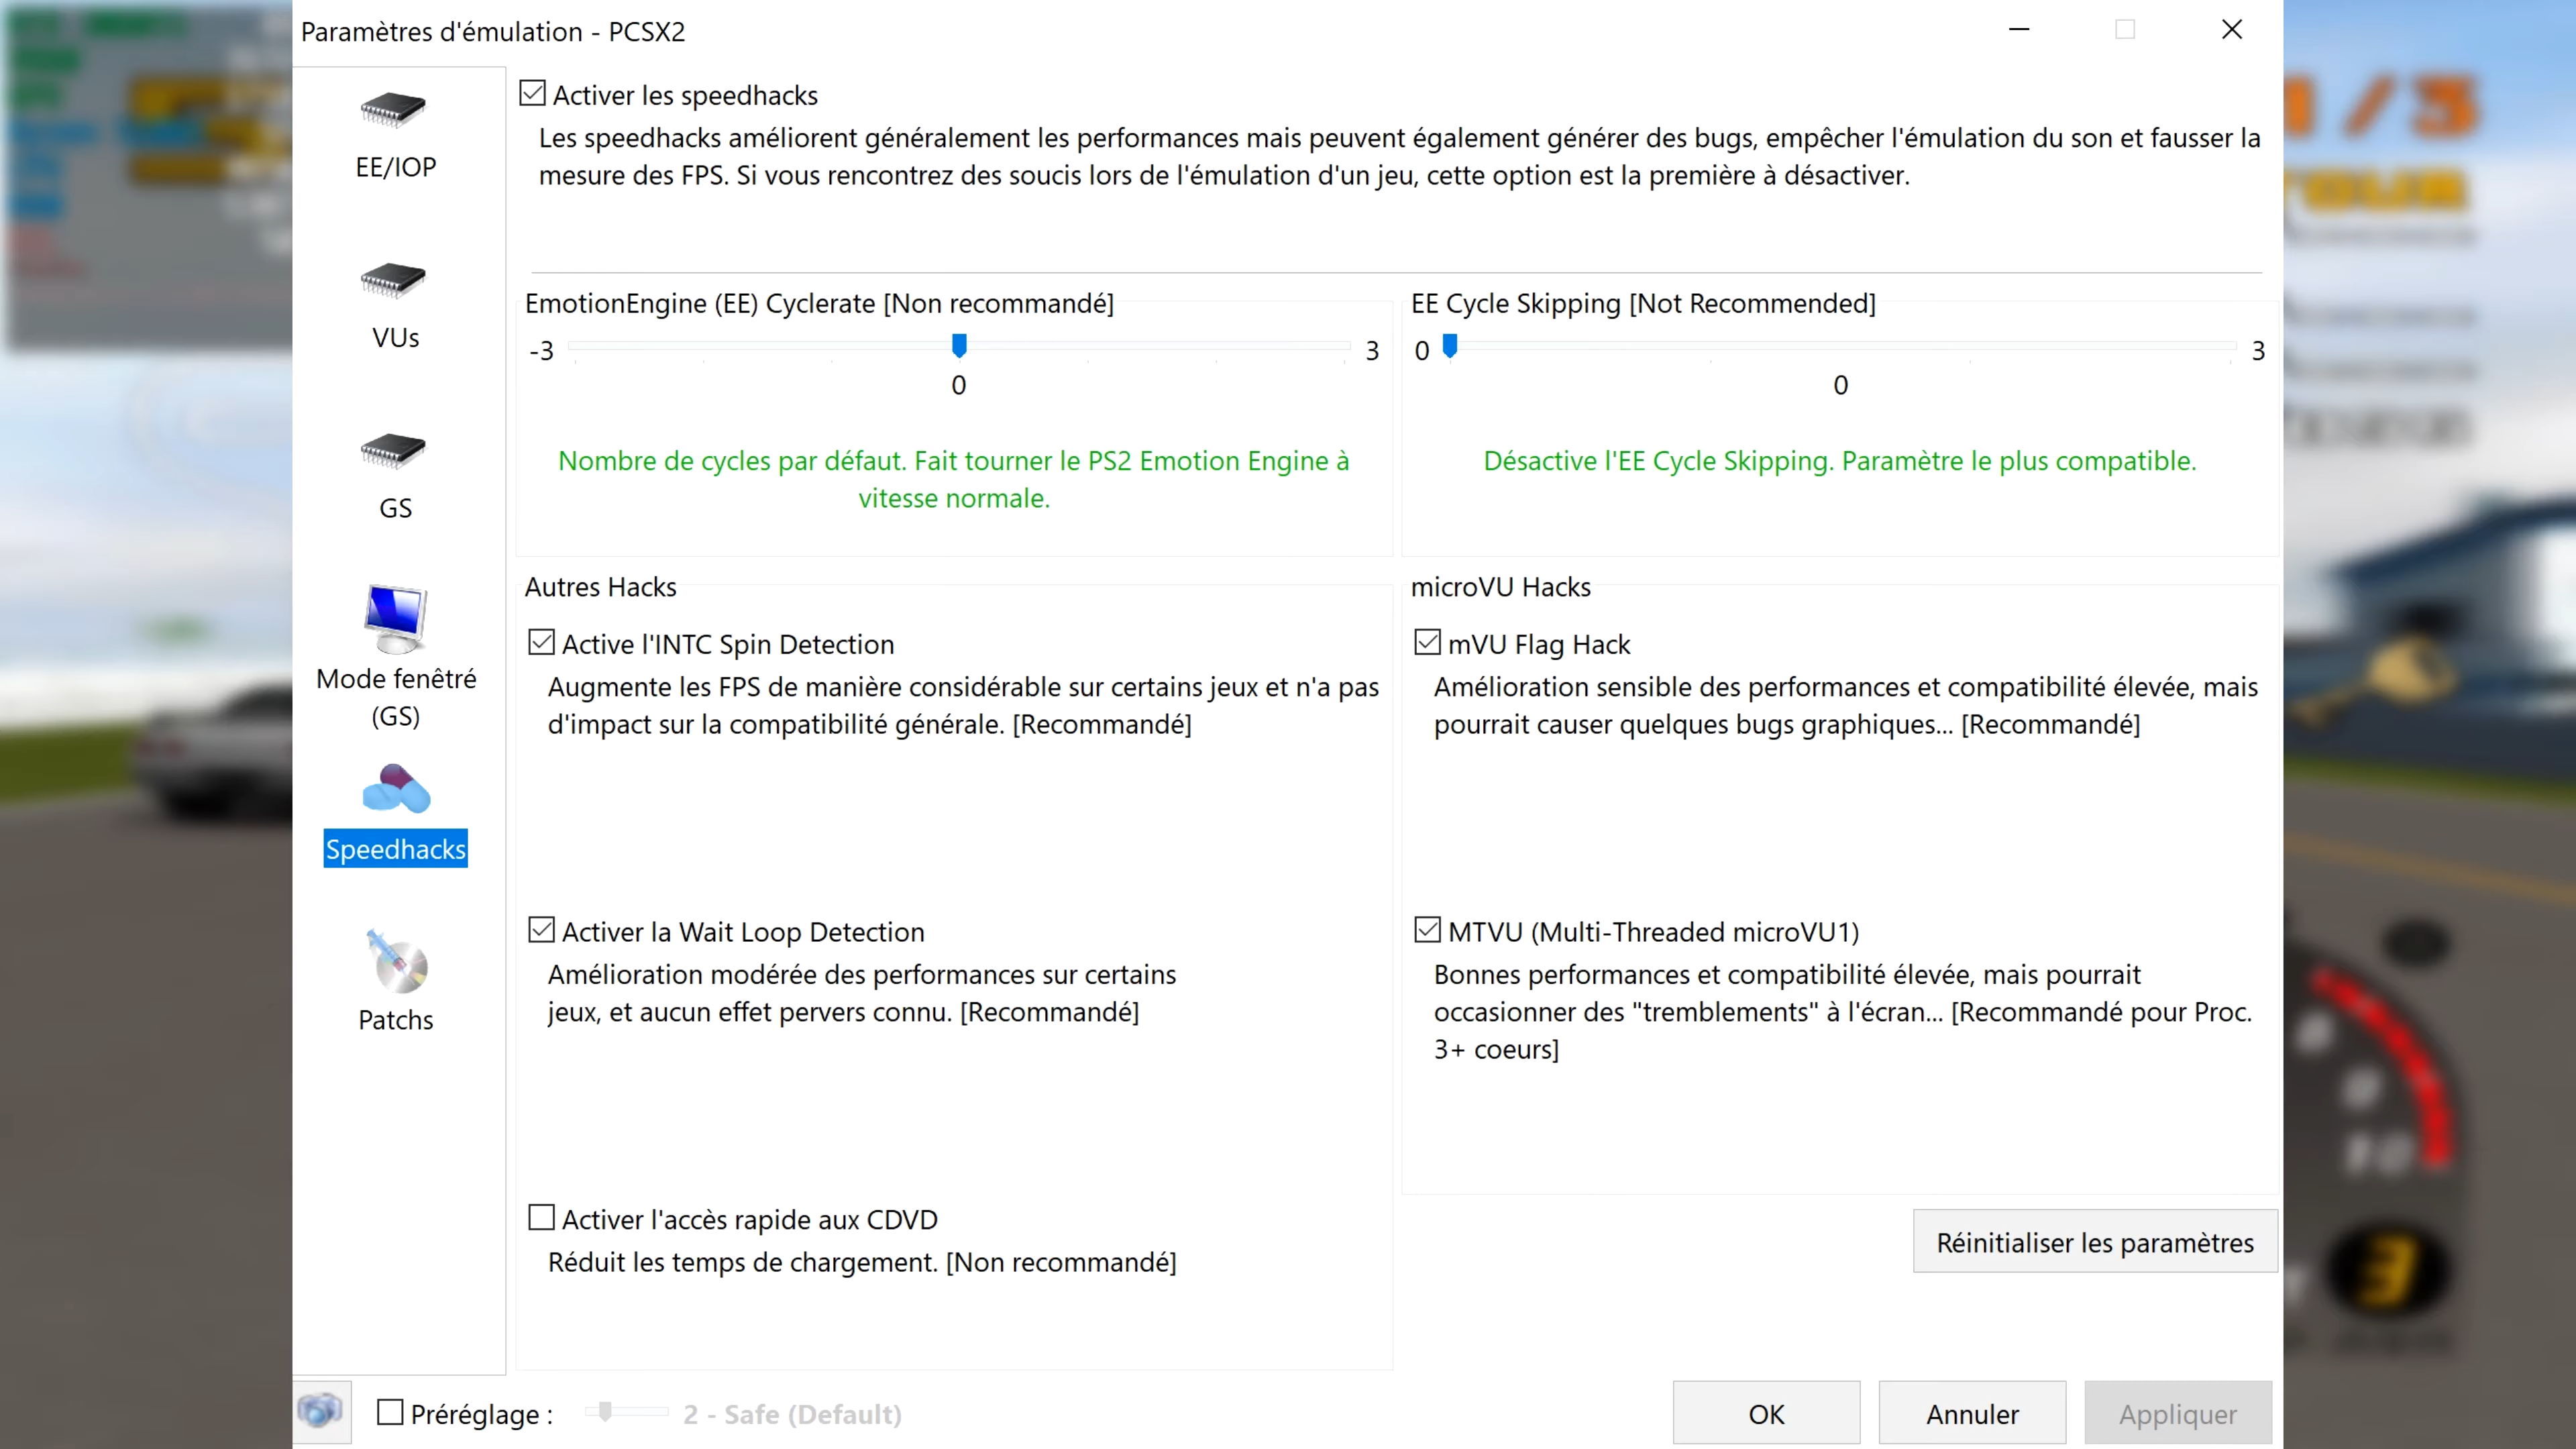 Paramètres d'émulation - PCSX2
EE/IOP
VUs
GS
Mode fenêtré
(GS)
Speedhacks
Patchs
Activer les speedhacks
Les speedhacks améliorent généralement les performances mais peuvent également générer des bugs, empêcher l'émulation du son et fausser la
mesure des FPS. Si vous rencontrez des soucis lors de l'émulation d'un jeu, cette option est la première à désactiver.
EmotionEngine (EE) Cyclerate [Non recommandé]
-3
3
0
Nombre de cycles par défaut. Fait tourner le PS2 Emotion Engine à
vitesse normale.
EE Cycle Skipping [Not Recommended]
0
3
0
Désactive l'EE Cycle Skipping. Paramètre le plus compatible.
Autres Hacks
Active l'INTC Spin Detection
Augmente les FPS de manière considérable sur certains jeux et n'a pas
d'impact sur la compatibilité générale. [Recommandé]
Activer la Wait Loop Detection
Amélioration modérée des performances sur certains
jeux, et aucun effet pervers connu. [Recommandé]
Activer l'accès rapide aux CDVD
Réduit les temps de chargement. [Non recommandé]
microVU Hacks
mVU Flag Hack
Amélioration sensible des performances et compatibilité élevée, mais
pourrait causer quelques bugs graphiques... [Recommandé]
MTVU (Multi-Threaded microVU1)
Bonnes performances et compatibilité élevée, mais pourrait
occasionner des "tremblements" à l'écran... [Recommandé pour Proc.
3+ coeurs]
Réinitialiser les paramètres
Préréglage :
2 - Safe (Default)
OK
Annuler
Appliquer
1/3
8
9
10
3